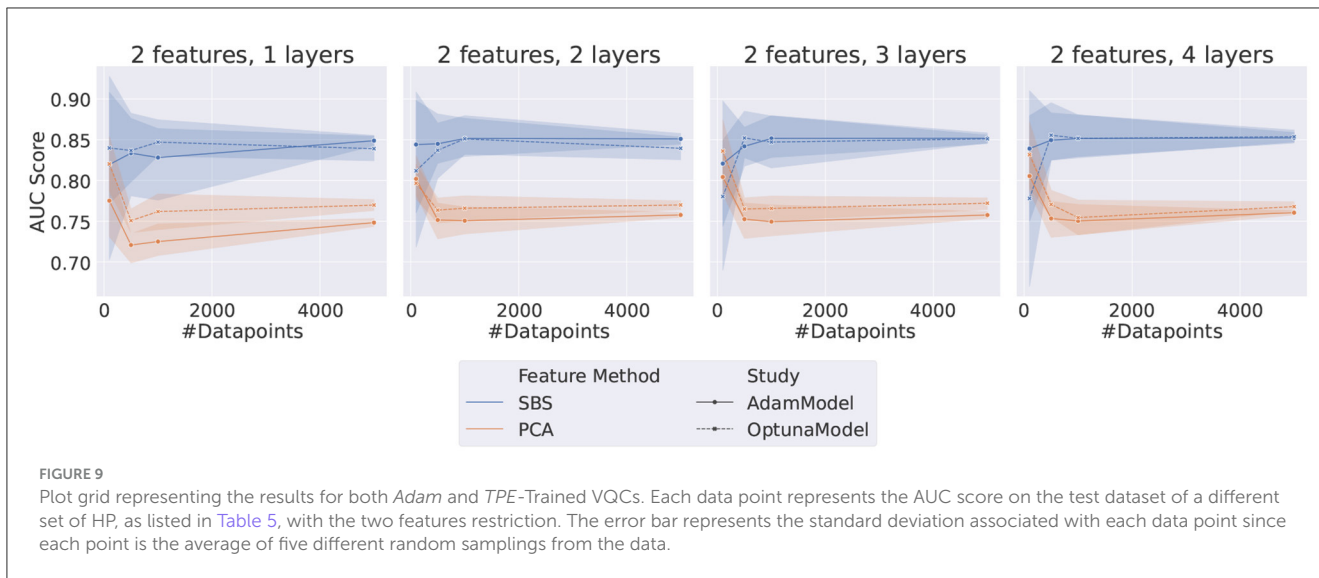 2 features, 1 layers
2 features, 2 layers
2 features, 3 layers
2 features, 4 layers
AUC Score
0.90
0.85
0.80
0.75
0.70
0 2000 4000
0 2000 4000
0 2000 4000
0 2000 4000
#Datapoints
#Datapoints
#Datapoints
#Datapoints
Feature Method Study
SBS AdamModel
PCA OptunaModel
FIGURE 9
Plot grid representing the results for both Adam and TPE-Trained VQCs. Each data point represents the AUC score on the test dataset of a different
set of HP, as listed in Table 5, with the two features restriction. The error bar represents the standard deviation associated with each data point since
each point is the average of five different random samplings from the data.